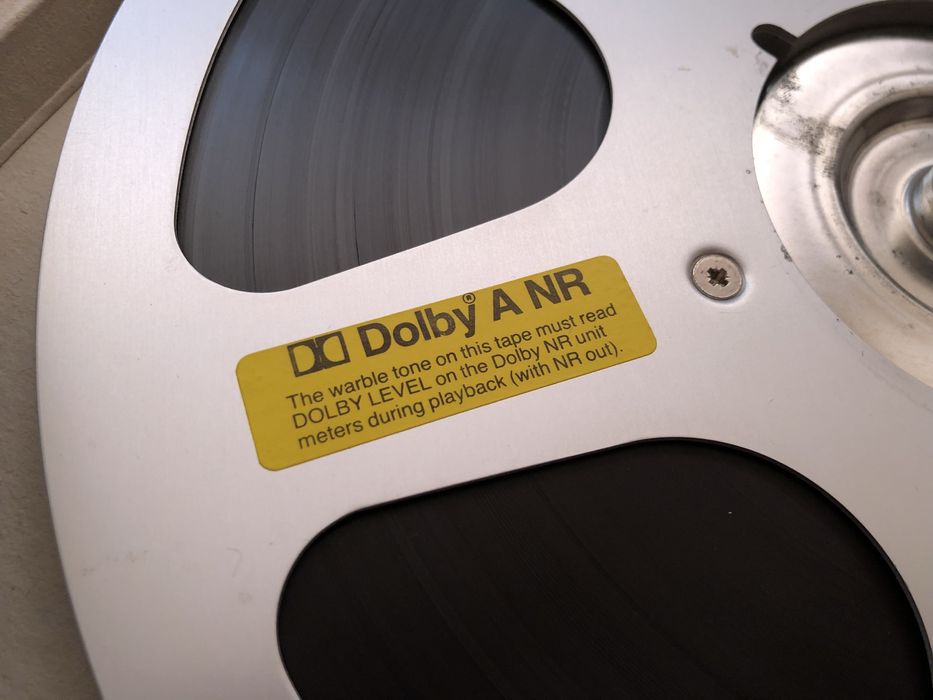 Dolby® A NR
The warble tone on this tape must read
DOLBY LEVEL on the Dolby NR unit
meters during playback (with NR out).